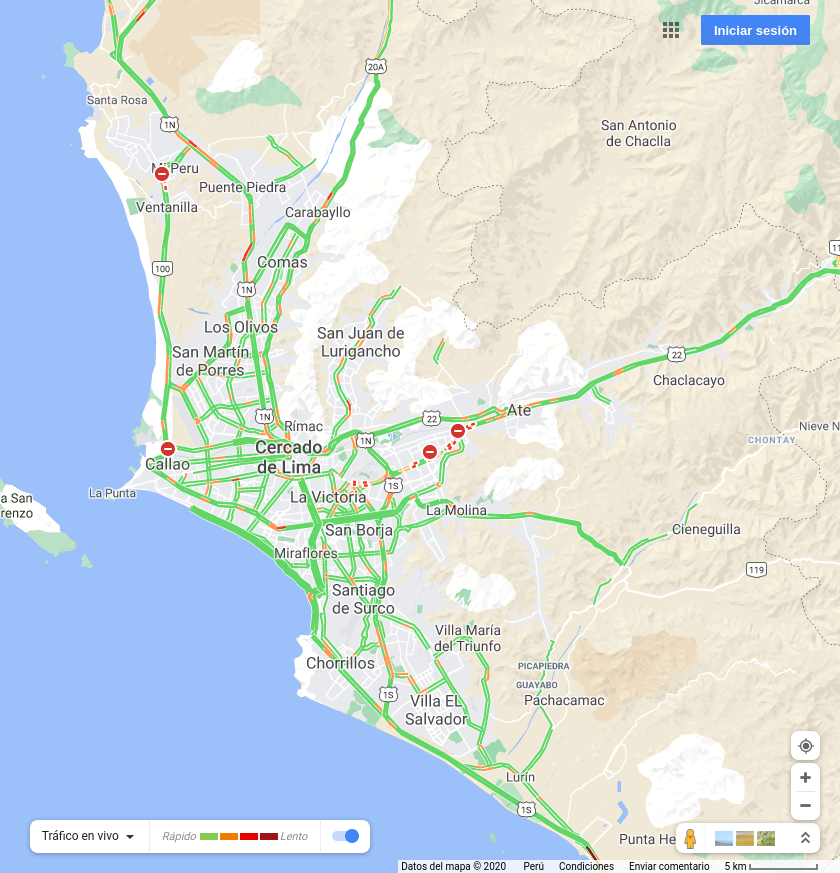 Jicamarca
Iniciar sesión
20A
Santa Rosa
1N
San Antonio
de Chaclla
Mi Peru
Puente Piedra
Ventanilla
Carabayllo
11
Comas
100
1N
Los Olivos
San Juan de
Lurigancho
San Martín
de Porres
22
Chaclacayo
Ate
1N
22
Rímac
Nieve N
1N
CHONTAY
Cercado
de Lima
Callao
1S
La Punta
a San
renzo
La Victoria
La Molina
San Borja
Cieneguilla
Miraflores
119
Santiago
de Surco
Villa María
del Triunfo
Chorrillos
PICAPIEDRA
GUAYABO
1S
Villa EL
Salvador
Pachacamac
Lurín
1S
Punta He
Tráfico en vivo
Rápido
Lento
Datos del mapa © 2020
Perú
Condiciones
Enviar comentario
5 km